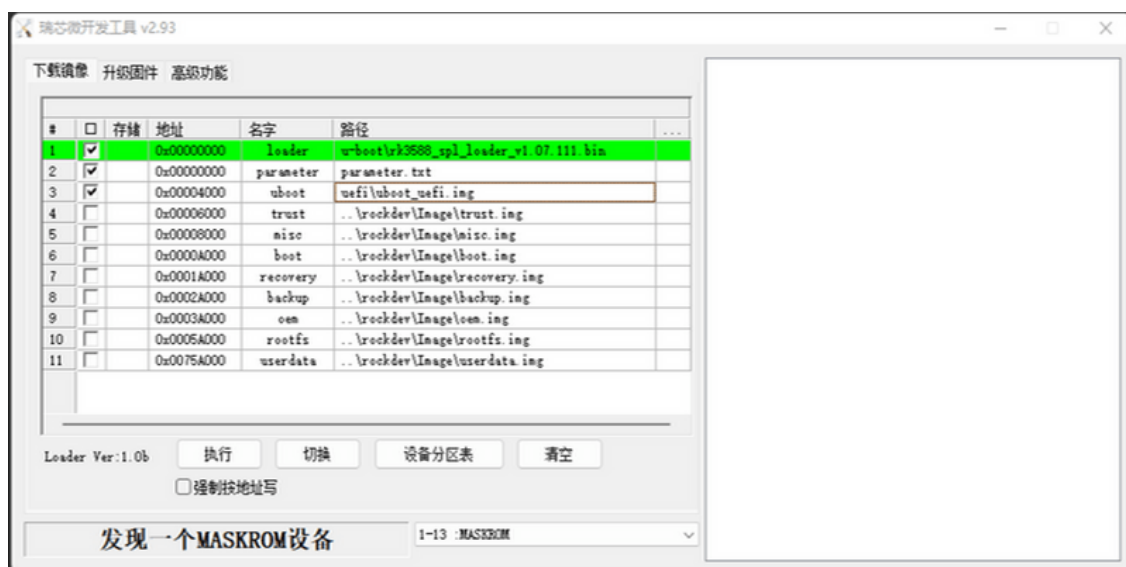 瑞芯微开发工具 v2.93
下载镜像 升级固件 高级功能
# 存储 地址 名字 路径 ...
1 0x00000000 loader u-boot\rk3588_spl_loader_v1.07.111.bin
2 0x00000000 parameter parameter.txt
3 0x00004000 uboot uefi\uboot_uefi.img
4 0x00006000 trust ..\rockdev\Image\trust.img
5 0x00008000 misc ..\rockdev\Image\misc.img
6 0x0000A000 boot ..\rockdev\Image\boot.img
7 0x0001A000 recovery ..\rockdev\Image\recovery.img
8 0x0002A000 backup ..\rockdev\Image\backup.img
9 0x0003A000 oem ..\rockdev\Image\oem.img
10 0x0005A000 rootfs ..\rockdev\Image\rootfs.img
11 0x0075A000 userdata ..\rockdev\Image\userdata.img
Loader Ver:1.0b 执行 切换 设备分区表 清空
强制按地址写
发现一个MASKROM设备 1-13 :MASKROM